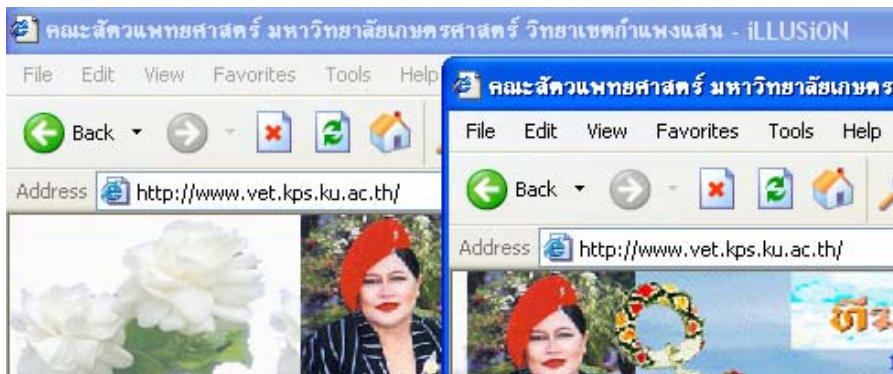 คณะสัตวแพทยศาสตร์ มหาวิทยาลัยเกษตรศาสตร์ วิทยาเขตกำแพงแสน - iLLUSiON
File Edit View Favorites Tools Help
Back
Address http://www.vet.kps.ku.ac.th/
คณะสัตวแพทยศาสตร์ มหาวิทยาลัยเกษตร
File Edit View Favorites Tools Help
Back
Address http://www.vet.kps.ku.ac.th/